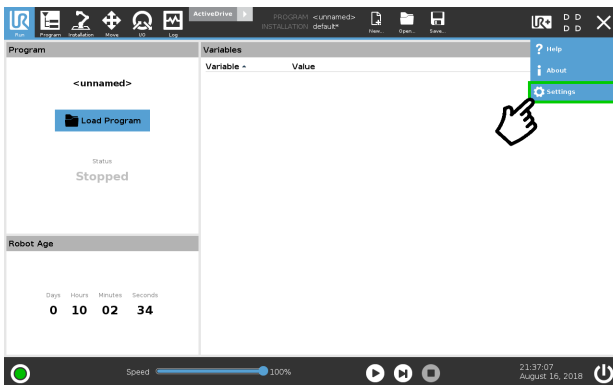 UR
Run
Program
Installation
Move
I/O
Log
ActiveDrive
PROGRAM <unnamed>
INSTALLATION default*
New...
Open...
Save...
UR+
D D
D D
Program
<unnamed>
Load Program
Status
Stopped
Robot Age
Days Hours Minutes Seconds
0 10 02 34
Variables
Variable Value
? Help
i About
Settings
Speed 100%
21:37:07
August 16, 2018